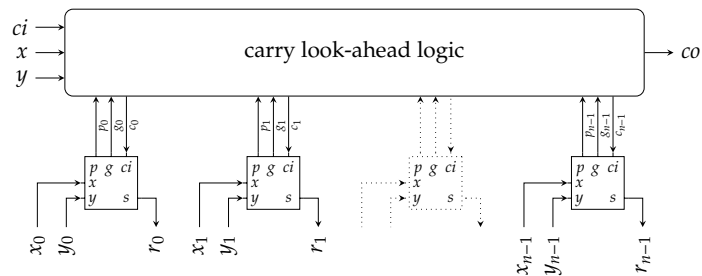 ci
x
y
carry look-ahead logic
co
p₀ g₀ c₀ p₁ g₁ c₁ pₙ₋₁ gₙ₋₁ cₙ₋₁
p g ci p g ci p g ci p g ci
x x x x
y s y s y s y s
x₀ y₀ r₀ x₁ y₁ r₁ xₙ₋₁ yₙ₋₁ rₙ₋₁